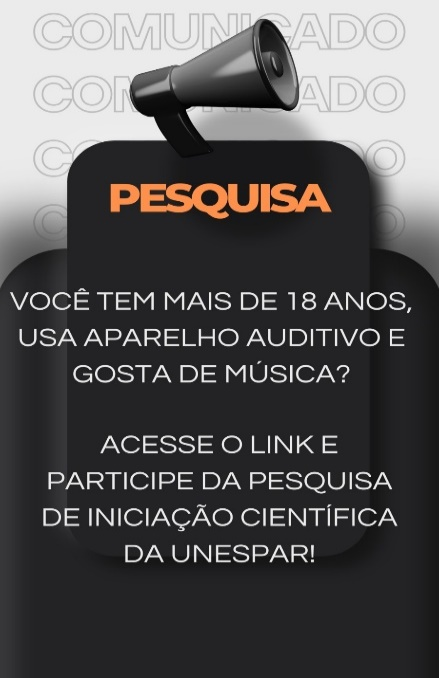 COMUNICADO
COMUNICADO
PESQUISA
VOCÊ TEM MAIS DE 18 ANOS,
USA APARELHO AUDITIVO E
GOSTA DE MÚSICA?
ACESSE O LINK E
PARTICIPE DA PESQUISA
DE INICIAÇÃO CIENTÍFICA
DA UNESPAR!